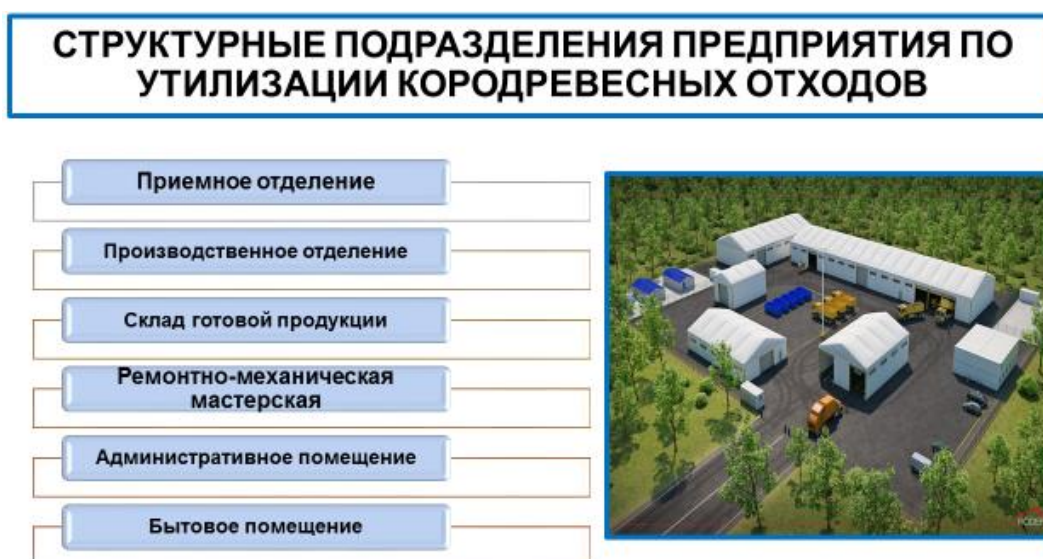 СТРУКТУРНЫЕ ПОДРАЗДЕЛЕНИЯ ПРЕДПРИЯТИЯ ПО
УТИЛИЗАЦИИ КОРОДРЕВЕСНЫХ ОТХОДОВ
Приемное отделение
Производственное отделение
Склад готовой продукции
Ремонтно-механическая
мастерская
Административное помещение
Бытовое помещение